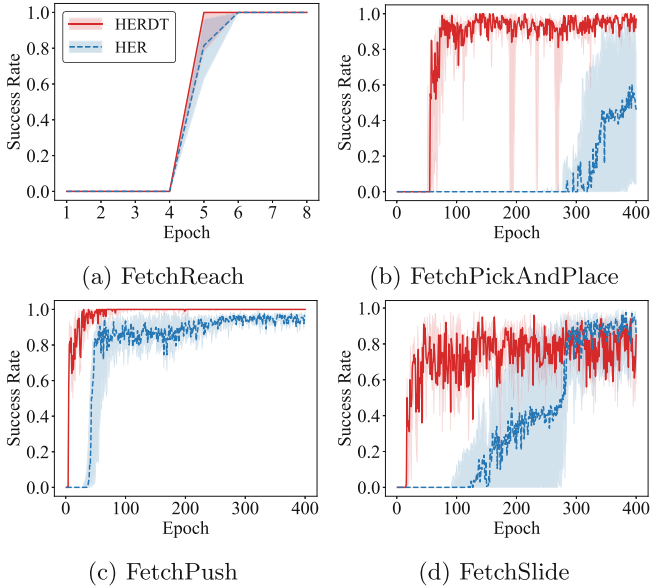 HERDT
HER
Success Rate
1.0
0.8
0.6
0.4
0.2
0.0
1 2 3 4 5 6 7 8
Epoch
(a) FetchReach
Success Rate
1.0
0.8
0.6
0.4
0.2
0.0
0 100 200 300 400
Epoch
(b) FetchPickAndPlace
Success Rate
1.0
0.8
0.6
0.4
0.2
0.0
0 100 200 300 400
Epoch
(c) FetchPush
Success Rate
1.0
0.8
0.6
0.4
0.2
0.0
0 100 200 300 400
Epoch
(d) FetchSlide